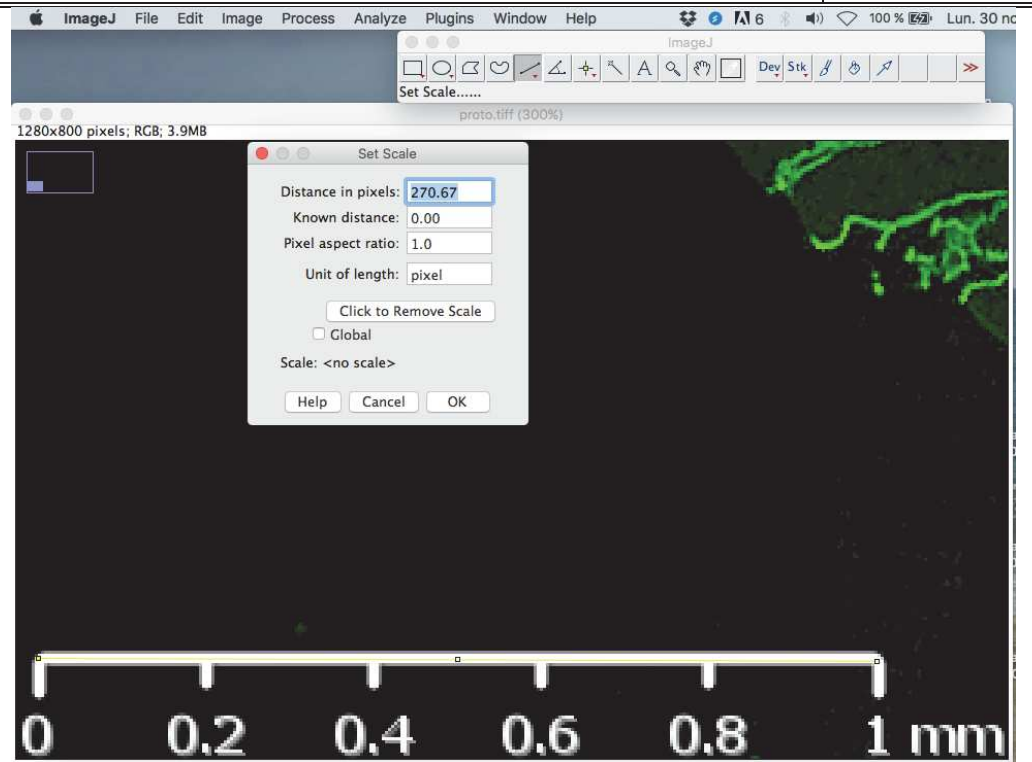 ImageJ File Edit Image Process Analyze Plugins Window Help 6 100 % Lun. 30 no
ImageJ
A Dev Stk >>
Set Scale......
proto.tiff (300%)
1280x800 pixels; RGB; 3.9MB
Set Scale
Distance in pixels: 270.67
Known distance: 0.00
Pixel aspect ratio: 1.0
Unit of length: pixel
Click to Remove Scale
Global
Scale: <no scale>
Help Cancel OK
0 0.2 0.4 0.6 0.8 1 mm